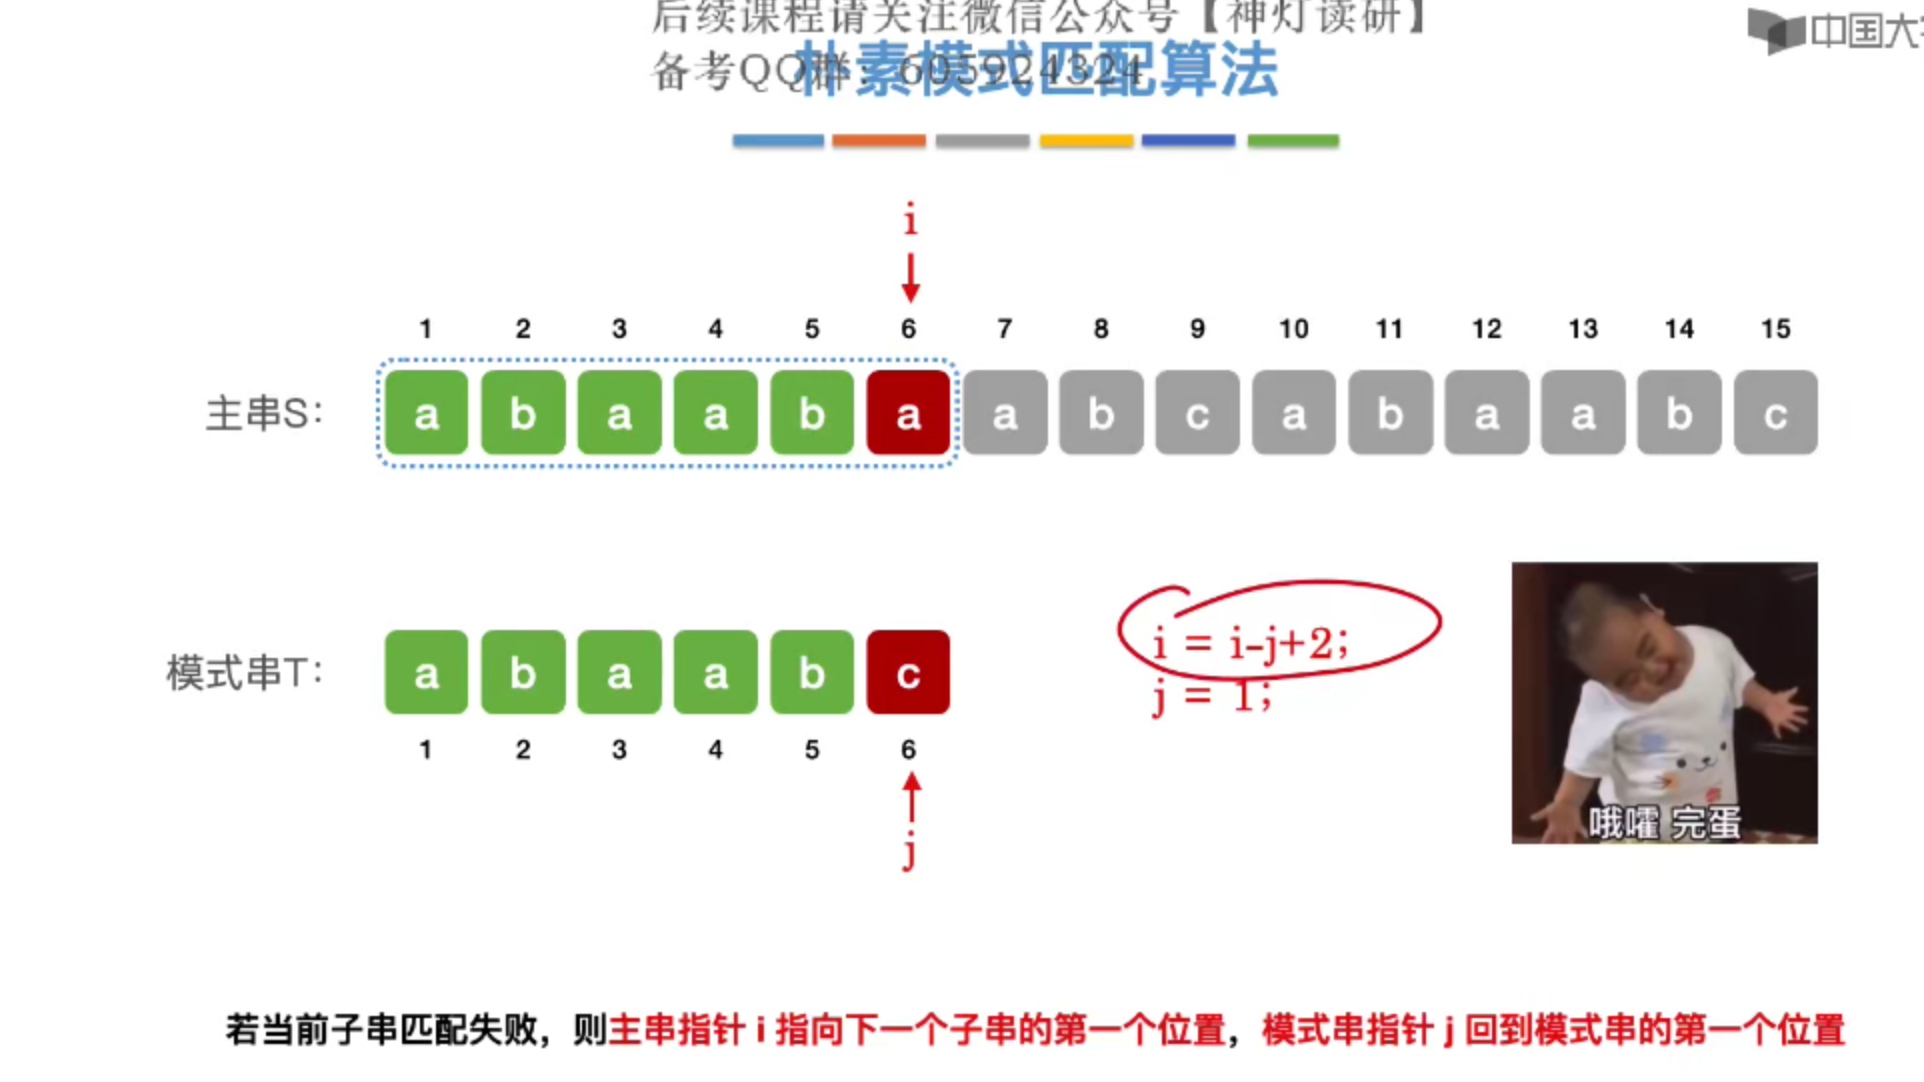 后续课程请关注微信公众号【神灯读研】
备考QQ群：605924324
朴素模式匹配算法
中国大
i
1 2 3 4 5 6 7 8 9 10 11 12 13 14 15
主串S: a b a a b a a b c a b a a b c
模式串T: a b a a b c
1 2 3 4 5 6
j
i = i-j+2;
j = 1;
哦嚯 完蛋
若当前子串匹配失败，则主串指针 i 指向下一个子串的第一个位置，模式串指针 j 回到模式串的第一个位置